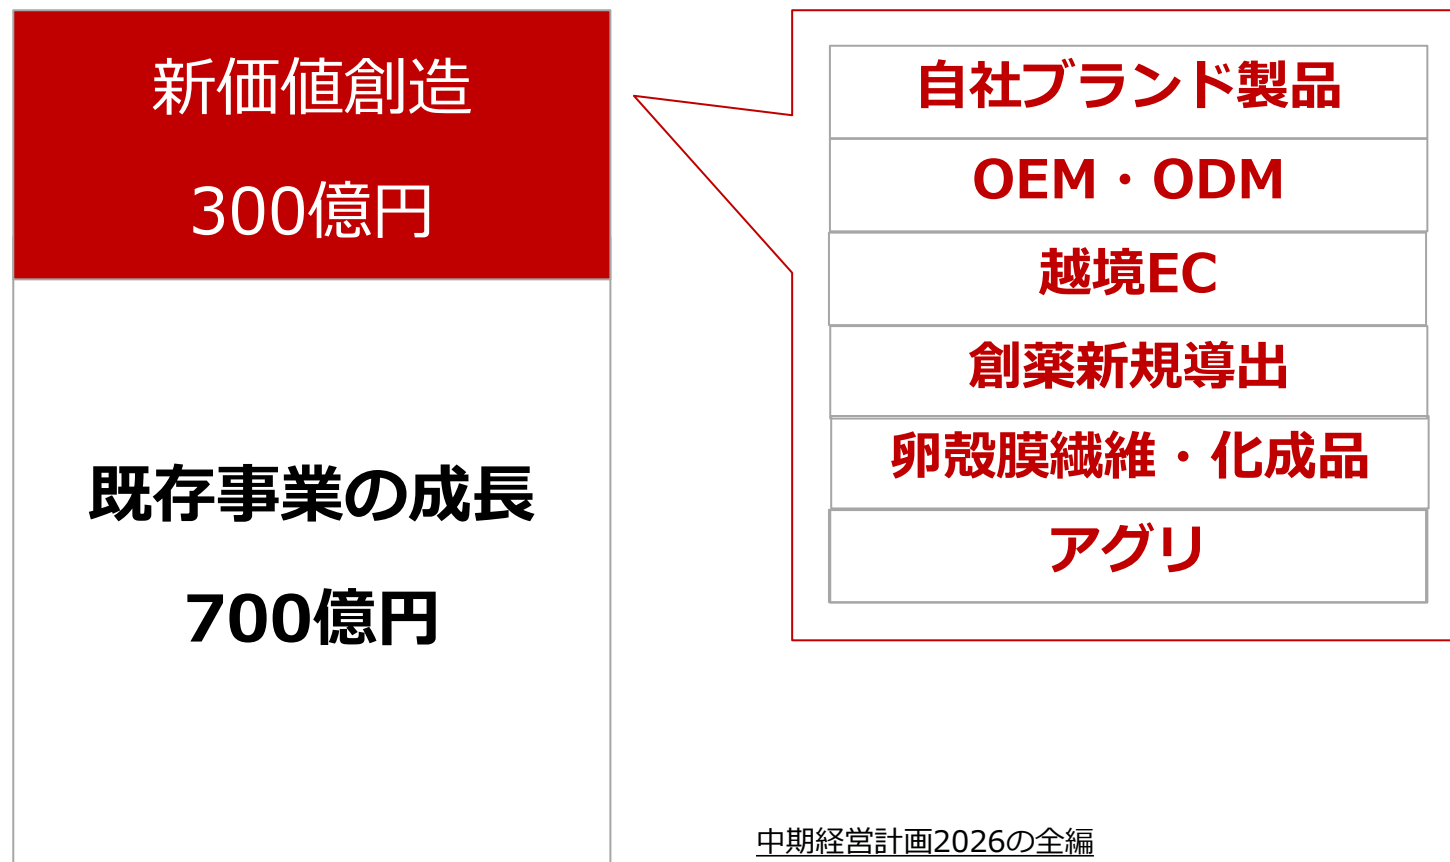 新価値創造
300億円
既存事業の成長
700億円
自社ブランド製品
OEM・ODM
越境EC
創薬新規導出
卵殻膜繊維・化成品
アグリ
中期経営計画2026の全編